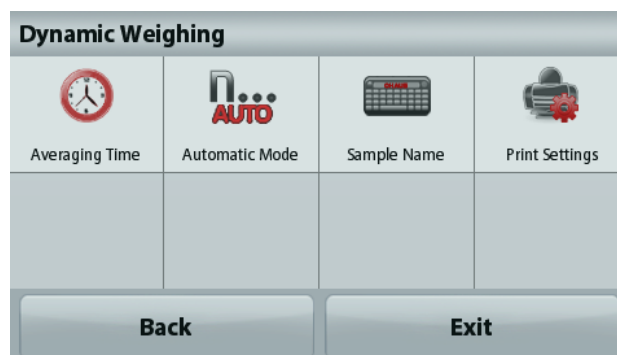 Dynamic Weighing
n...
AUTO
Averaging Time
Automatic Mode
Sample Name
Print Settings
Back
Exit